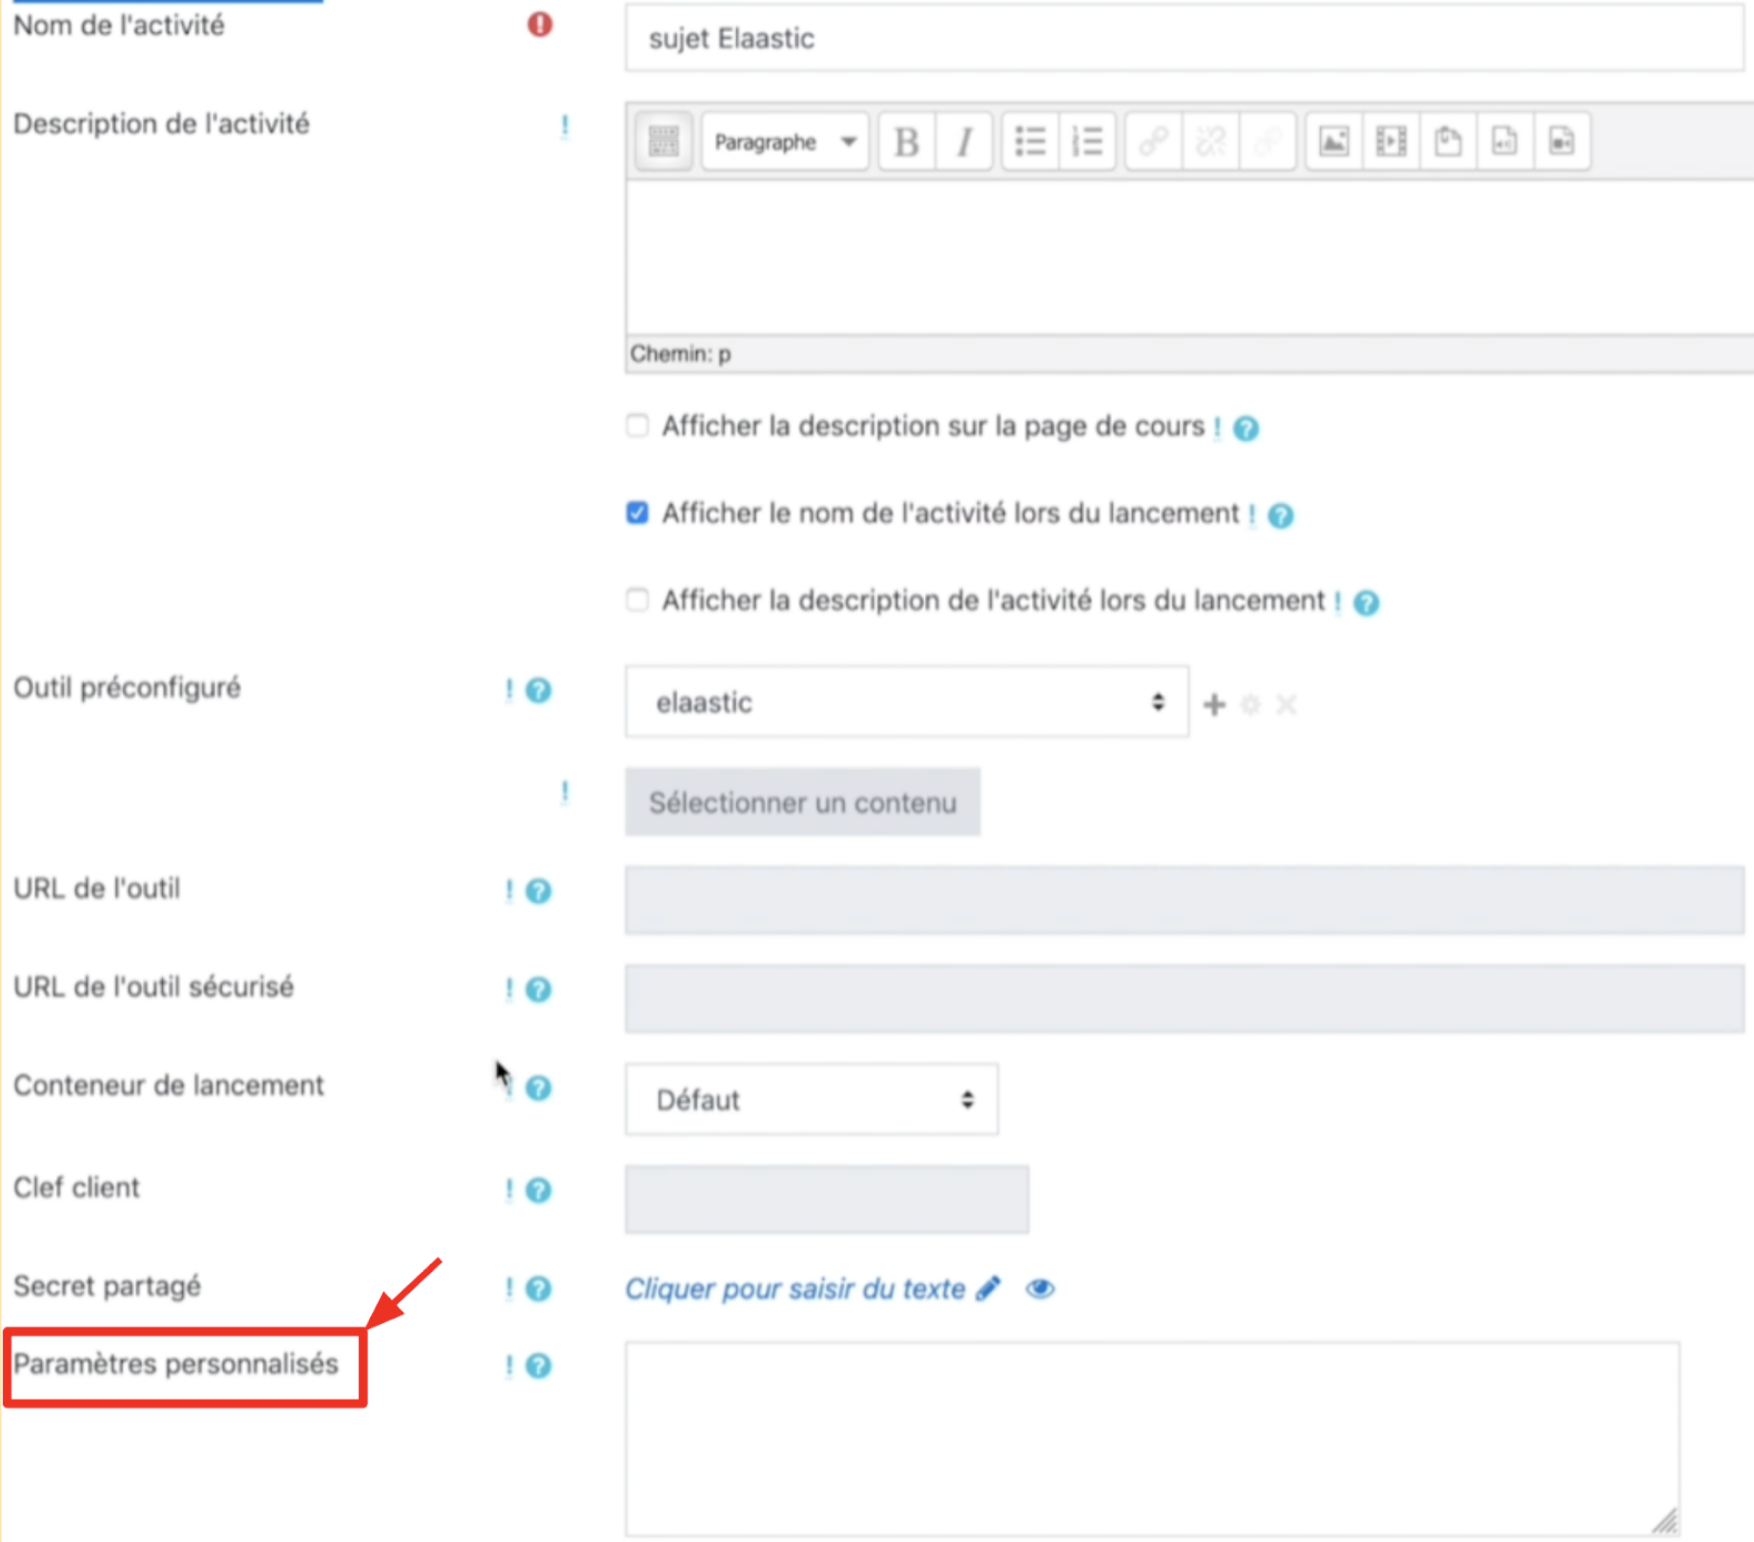 Nom de l'activité
sujet Elaastic
Description de l'activité
Paragraphe
B I
Chemin: p
Afficher la description sur la page de cours ! ?
Afficher le nom de l'activité lors du lancement ! ?
Afficher la description de l'activité lors du lancement ! ?
Outil préconfiguré ! ?
elaastic
Sélectionner un contenu
URL de l'outil ! ?
URL de l'outil sécurisé ! ?
Conteneur de lancement ! ?
Défaut
Clef client ! ?
Secret partagé ! ?
Cliquer pour saisir du texte
Paramètres personnalisés ! ?